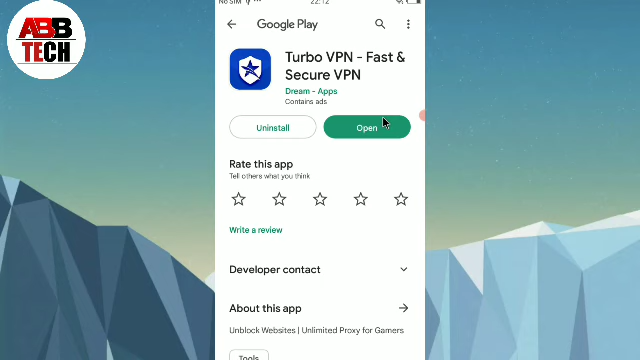 No SIM
22:12
Google Play
ABB
TECH
Turbo VPN - Fast &
Secure VPN
Dream - Apps
Contains ads
Uninstall
Open
Rate this app
Tell others what you think
Write a review
Developer contact
About this app
Unblock Websites | Unlimited Proxy for Gamers
Tools